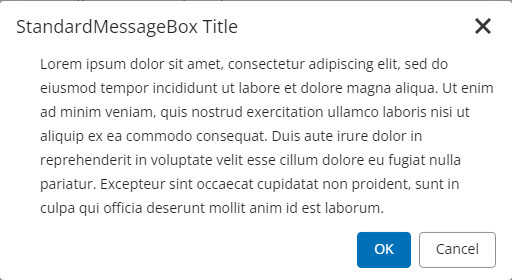 StandardMessageBox Title
Lorem ipsum dolor sit amet, consectetur adipiscing elit, sed do
eiusmod tempor incididunt ut labore et dolore magna aliqua. Ut enim
ad minim veniam, quis nostrud exercitation ullamco laboris nisi ut
aliquip ex ea commodo consequat. Duis aute irure dolor in
reprehenderit in voluptate velit esse cillum dolore eu fugiat nulla
pariatur. Excepteur sint occaecat cupidatat non proident, sunt in
culpa qui officia deserunt mollit anim id est laborum.
OK Cancel